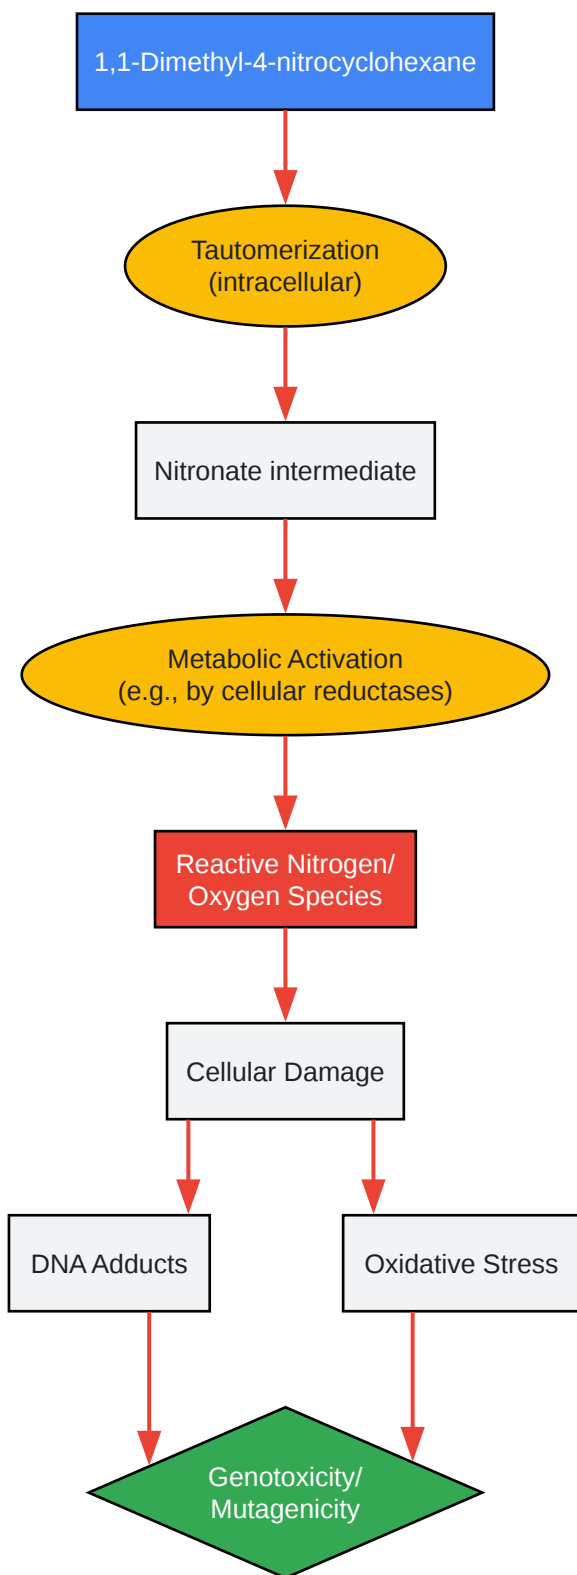 1,1-Dimethyl-4-nitrocyclohexane
Tautomerization
(intracellular)
Nitronate intermediate
Metabolic Activation
(e.g., by cellular reductases)
Reactive Nitrogen/
Oxygen Species
Cellular Damage
DNA Adducts
Oxidative Stress
Genotoxicity/
Mutagenicity